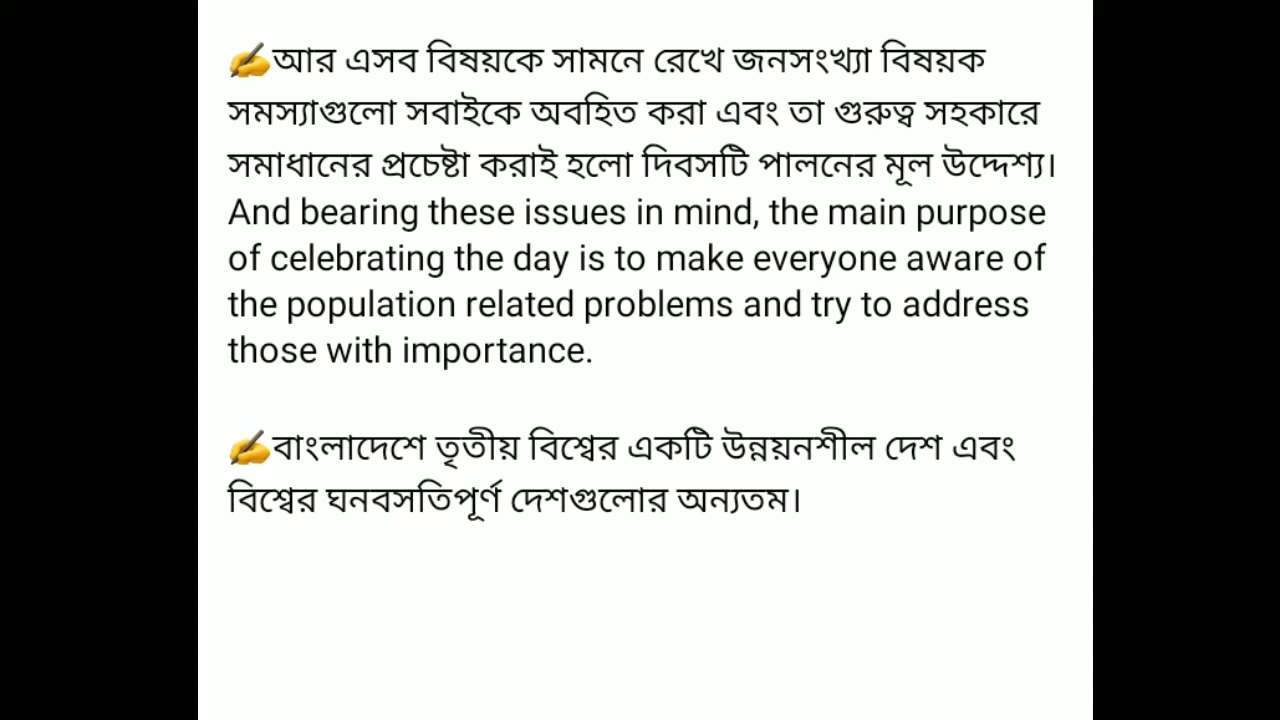 ✍আর এসব বিষয়কে সামনে রেখে জনসংখ্যা বিষয়ক
সমস্যাগুলো সবাইকে অবহিত করা এবং তা গুরুত্ব সহকারে
সমাধানের প্রচেষ্টা করাই হলো দিবসটি পালনের মূল উদ্দেশ্য।
And bearing these issues in mind, the main purpose
of celebrating the day is to make everyone aware of
the population related problems and try to address
those with importance.
✍বাংলাদেশে তৃতীয় বিশ্বের একটি উন্নয়নশীল দেশ এবং
বিশ্বের ঘনবসতিপূর্ণ দেশগুলোর অন্যতম।